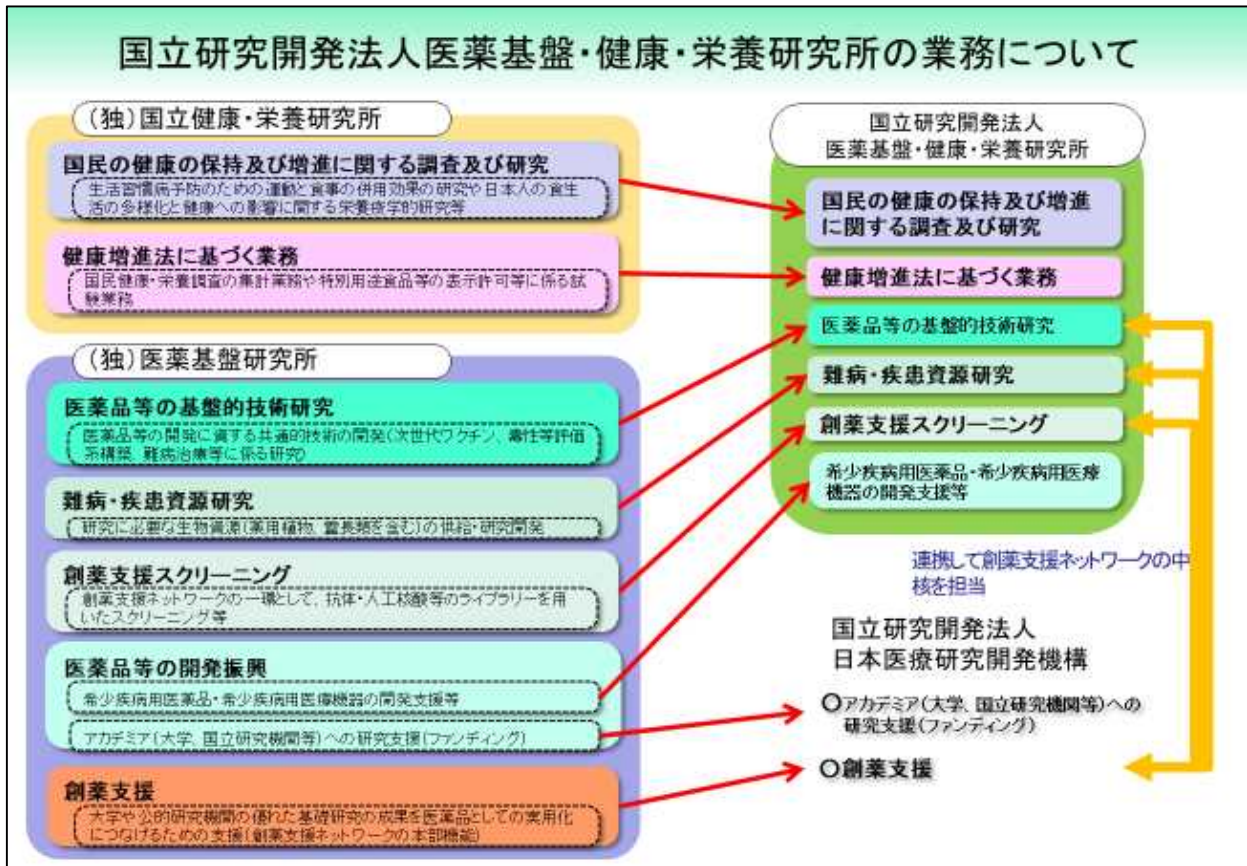 国立研究開発法人医薬基盤・健康・栄養研究所の業務について
(独)国立健康・栄養研究所
国民の健康の保持及び増進に関する調査及び研究
生活習慣病予防のための運動と食事の併用効果の研究や日本人の食生
活の多様化と健康への影響に関する栄養疫学的研究等
健康増進法に基づく業務
国民健康・栄養調査の集計業務や特別用途食品等の表示許可等に係る試
験業務
(独)医薬基盤研究所
医薬品等の基盤的技術研究
医薬品等の開発に資する共通的技術の開発(次世代ワクチン、毒性等評価
系構築、難病治療等に係る研究)
難病・疾患資源研究
研究に必要な生物資源(薬用植物、霊長類を含む)の供給・研究開発
創薬支援スクリーニング
創薬支援ネットワークの一環として、抗体・人工核酸等のライブラリーを用
いたスクリーニング等
医薬品等の開発振興
希少疾病用医薬品・希少疾病用医療機器の開発支援等
アカデミア(大学、国立研究機関等)への研究支援(ファンディング)
創薬支援
大学や公的研究機関の優れた基礎研究の成果を医薬品としての実用化
につなげるための支援(創薬支援ネットワークの本部機能)
国立研究開発法人
医薬基盤・健康・栄養研究所
国民の健康の保持及び増進
に関する調査及び研究
健康増進法に基づく業務
医薬品等の基盤的技術研究
難病・疾患資源研究
創薬支援スクリーニング
希少疾病用医薬品・希少疾病用医療
機器の開発支援等
連携して創薬支援ネットワークの中
核を担当
国立研究開発法人
日本医療研究開発機構
○アカデミア(大学、国立研究機関等)への
研究支援(ファンディング)
○創薬支援